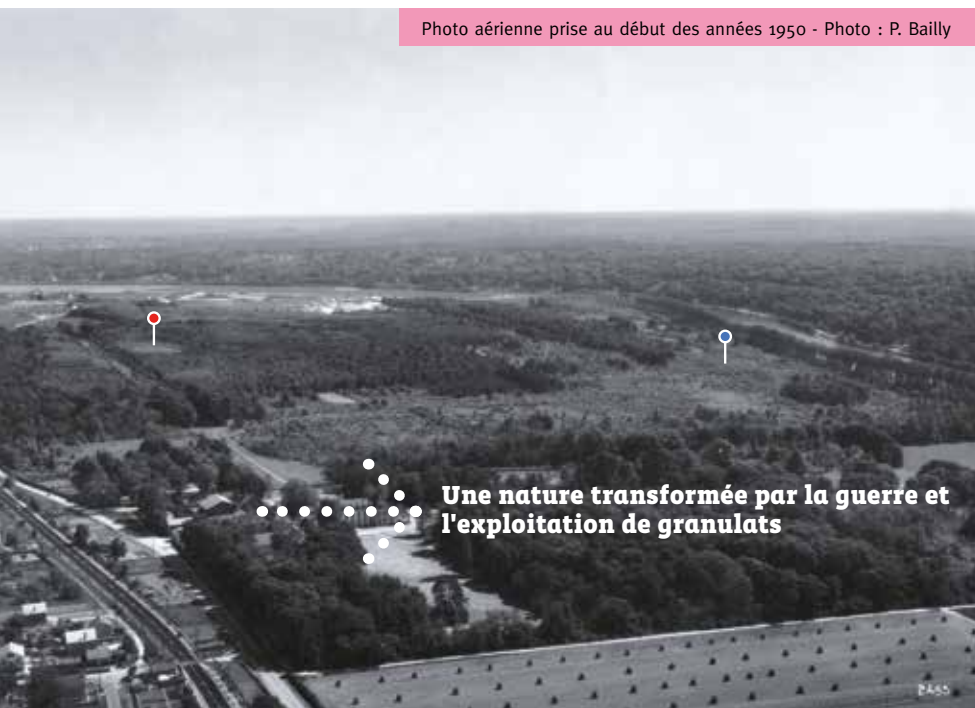 Photo aérienne prise au début des années 1950 - Photo : P. Bailly
Une nature transformée par la guerre et
l'exploitation de granulats